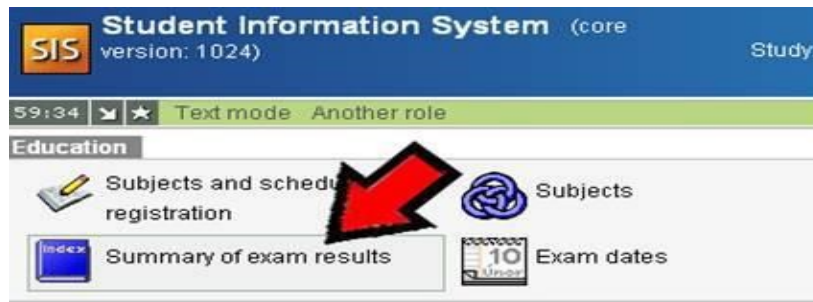 SIS
Student Information System (core
version: 1024)
Study
59:34 Text mode Another role
Education
Subjects and schedu
registration
Subjects
Index
Summary of exam results
10
Únor
Exam dates